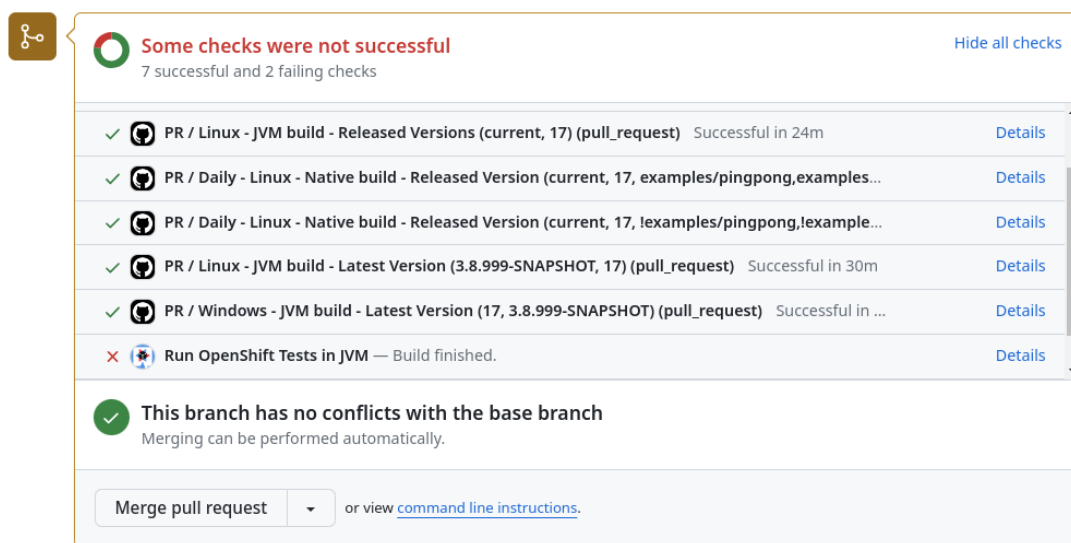 Some checks were not successful
Hide all checks
7 successful and 2 failing checks
PR / Linux - JVM build - Released Versions (current, 17) (pull_request) Successful in 24m Details
PR / Daily - Linux - Native build - Released Version (current, 17, examples/pingpong,examples... Details
PR / Daily - Linux - Native build - Released Version (current, 17, !examples/pingpong,!example... Details
PR / Linux - JVM build - Latest Version (3.8.999-SNAPSHOT, 17) (pull_request) Successful in 30m Details
PR / Windows - JVM build - Latest Version (17, 3.8.999-SNAPSHOT) (pull_request) Successful in ... Details
Run OpenShift Tests in JVM — Build finished. Details
This branch has no conflicts with the base branch
Merging can be performed automatically.
Merge pull request or view command line instructions.